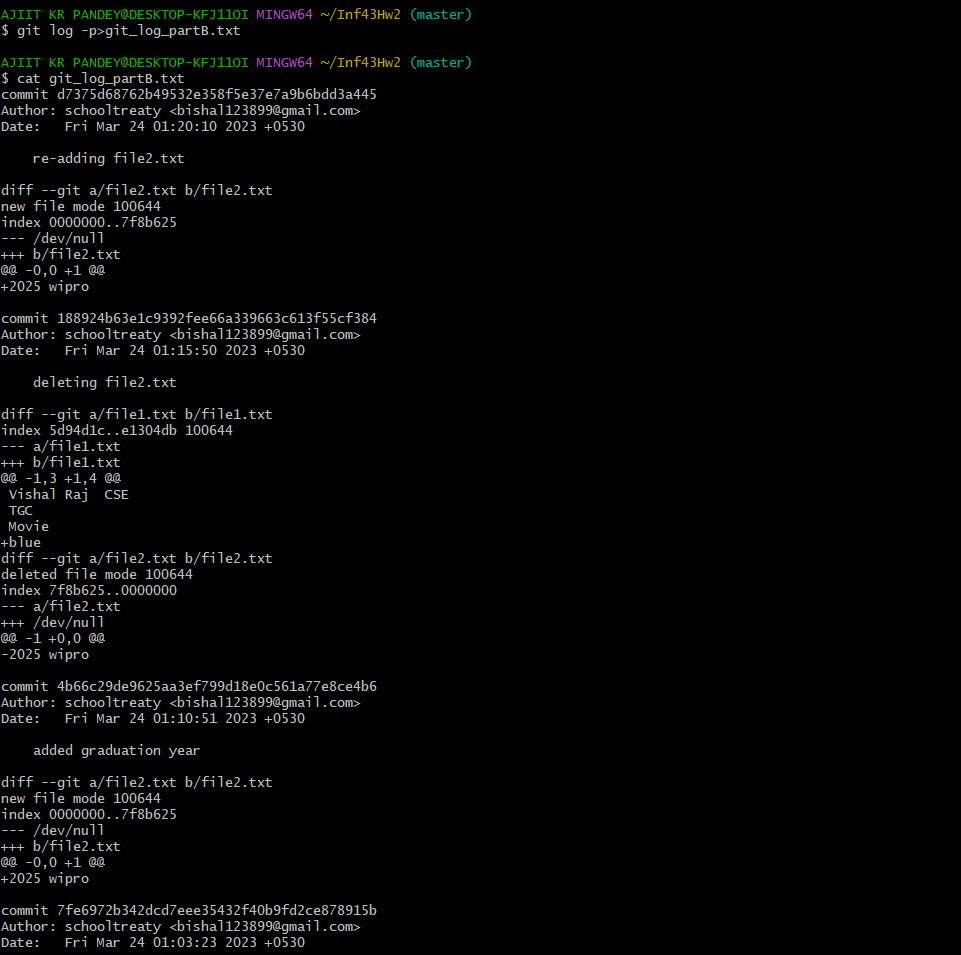 AJIIT KR PANDEY@DESKTOP-KFJ11OI MINGW64 ~/Inf43Hw2 (master)
$ git log -p>git_log_partB.txt
AJIIT KR PANDEY@DESKTOP-KFJ11OI MINGW64 ~/Inf43Hw2 (master)
$ cat git_log_partB.txt
commit d7375d68762b49532e358f5e37e7a9b6bdd3a445
Author: schooltreaty <bishal123899@gmail.com>
Date:   Fri Mar 24 01:20:10 2023 +0530
    re-adding file2.txt
diff --git a/file2.txt b/file2.txt
new file mode 100644
index 0000000..7f8b625
--- /dev/null
+++ b/file2.txt
@@ -0,0 +1 @@
+2025 wipro
commit 188924b63e1c9392fee66a339663c613f55cf384
Author: schooltreaty <bishal123899@gmail.com>
Date:   Fri Mar 24 01:15:50 2023 +0530
    deleting file2.txt
diff --git a/file1.txt b/file1.txt
index 5d94d1c..e1304db 100644
--- a/file1.txt
+++ b/file1.txt
@@ -1,3 +1,4 @@
 Vishal Raj  CSE
 TGC
 Movie
+blue
diff --git a/file2.txt b/file2.txt
deleted file mode 100644
index 7f8b625..0000000
--- a/file2.txt
+++ /dev/null
@@ -1 +0,0 @@
-2025 wipro
commit 4b66c29de9625aa3ef799d18e0c561a77e8ce4b6
Author: schooltreaty <bishal123899@gmail.com>
Date:   Fri Mar 24 01:10:51 2023 +0530
    added graduation year
diff --git a/file2.txt b/file2.txt
new file mode 100644
index 0000000..7f8b625
--- /dev/null
+++ b/file2.txt
@@ -0,0 +1 @@
+2025 wipro
commit 7fe6972b342dcd7eee35432f40b9fd2ce878915b
Author: schooltreaty <bishal123899@gmail.com>
Date:   Fri Mar 24 01:03:23 2023 +0530